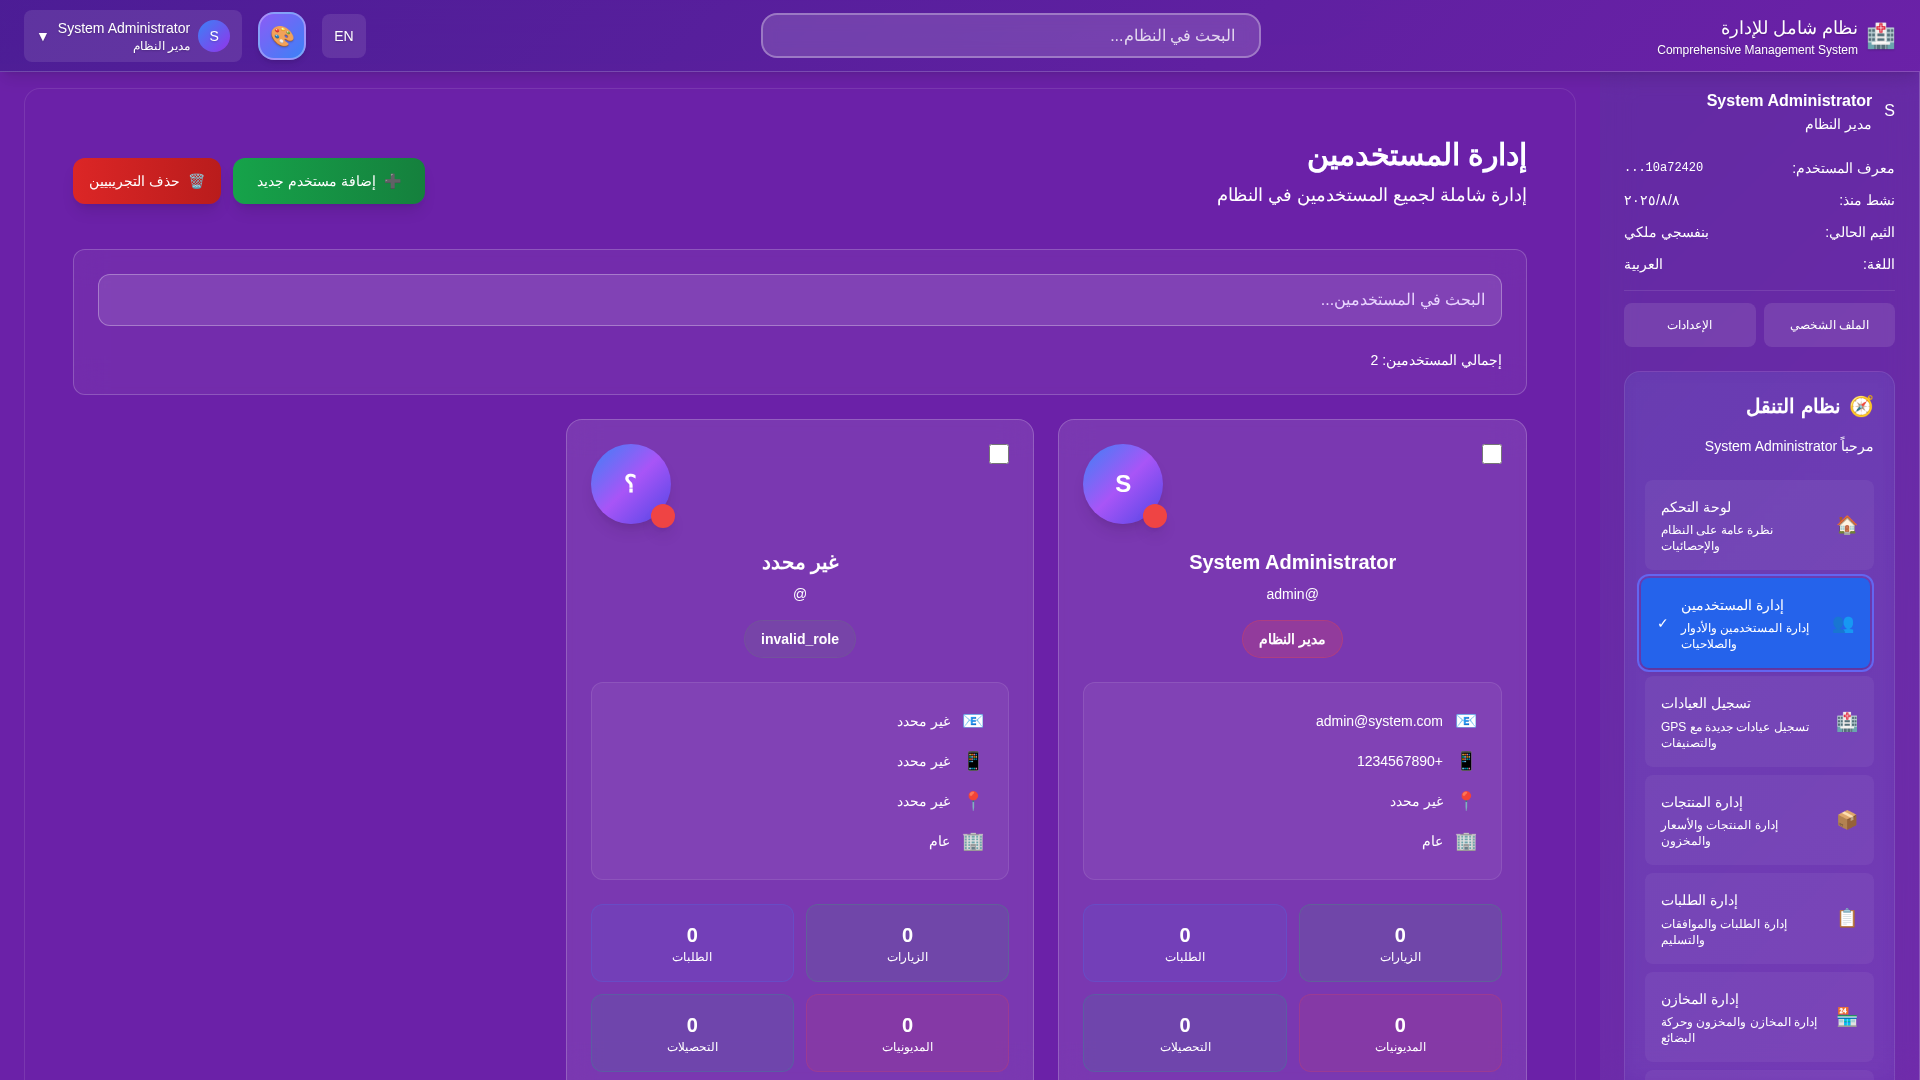 نظام شامل للإدارة
Comprehensive Management System
البحث في النظام...
EN
S
System Administrator
مدير النظام
▼
S
System Administrator
مدير النظام
معرف المستخدم: 10a72420...
نشط منذ: ٢٠٢٥/٨/٨
الثيم الحالي: بنفسجي ملكي
اللغة: العربية
الملف الشخصي
الإعدادات
نظام التنقل
مرحباً System Administrator
لوحة التحكم
نظرة عامة على النظام
والإحصائيات
إدارة المستخدمين
إدارة المستخدمين والأدوار
والصلاحيات
✓
تسجيل العيادات
تسجيل عيادات جديدة مع GPS
والتصنيفات
إدارة المنتجات
إدارة المنتجات والأسعار
والمخزون
إدارة الطلبات
إدارة الطلبات والموافقات
والتسليم
إدارة المخازن
إدارة المخازن والمخزون وحركة
البضائع
إدارة المستخدمين
إدارة شاملة لجميع المستخدمين في النظام
إضافة مستخدم جديد
حذف التجريبيين
البحث في المستخدمين...
إجمالي المستخدمين: 2
S
System Administrator
@admin
مدير النظام
admin@system.com
+1234567890
غير محدد
عام
0
الزيارات
0
الطلبات
0
المديونيات
0
التحصيلات
؟
غير محدد
@
invalid_role
غير محدد
غير محدد
غير محدد
عام
0
الزيارات
0
الطلبات
0
المديونيات
0
التحصيلات